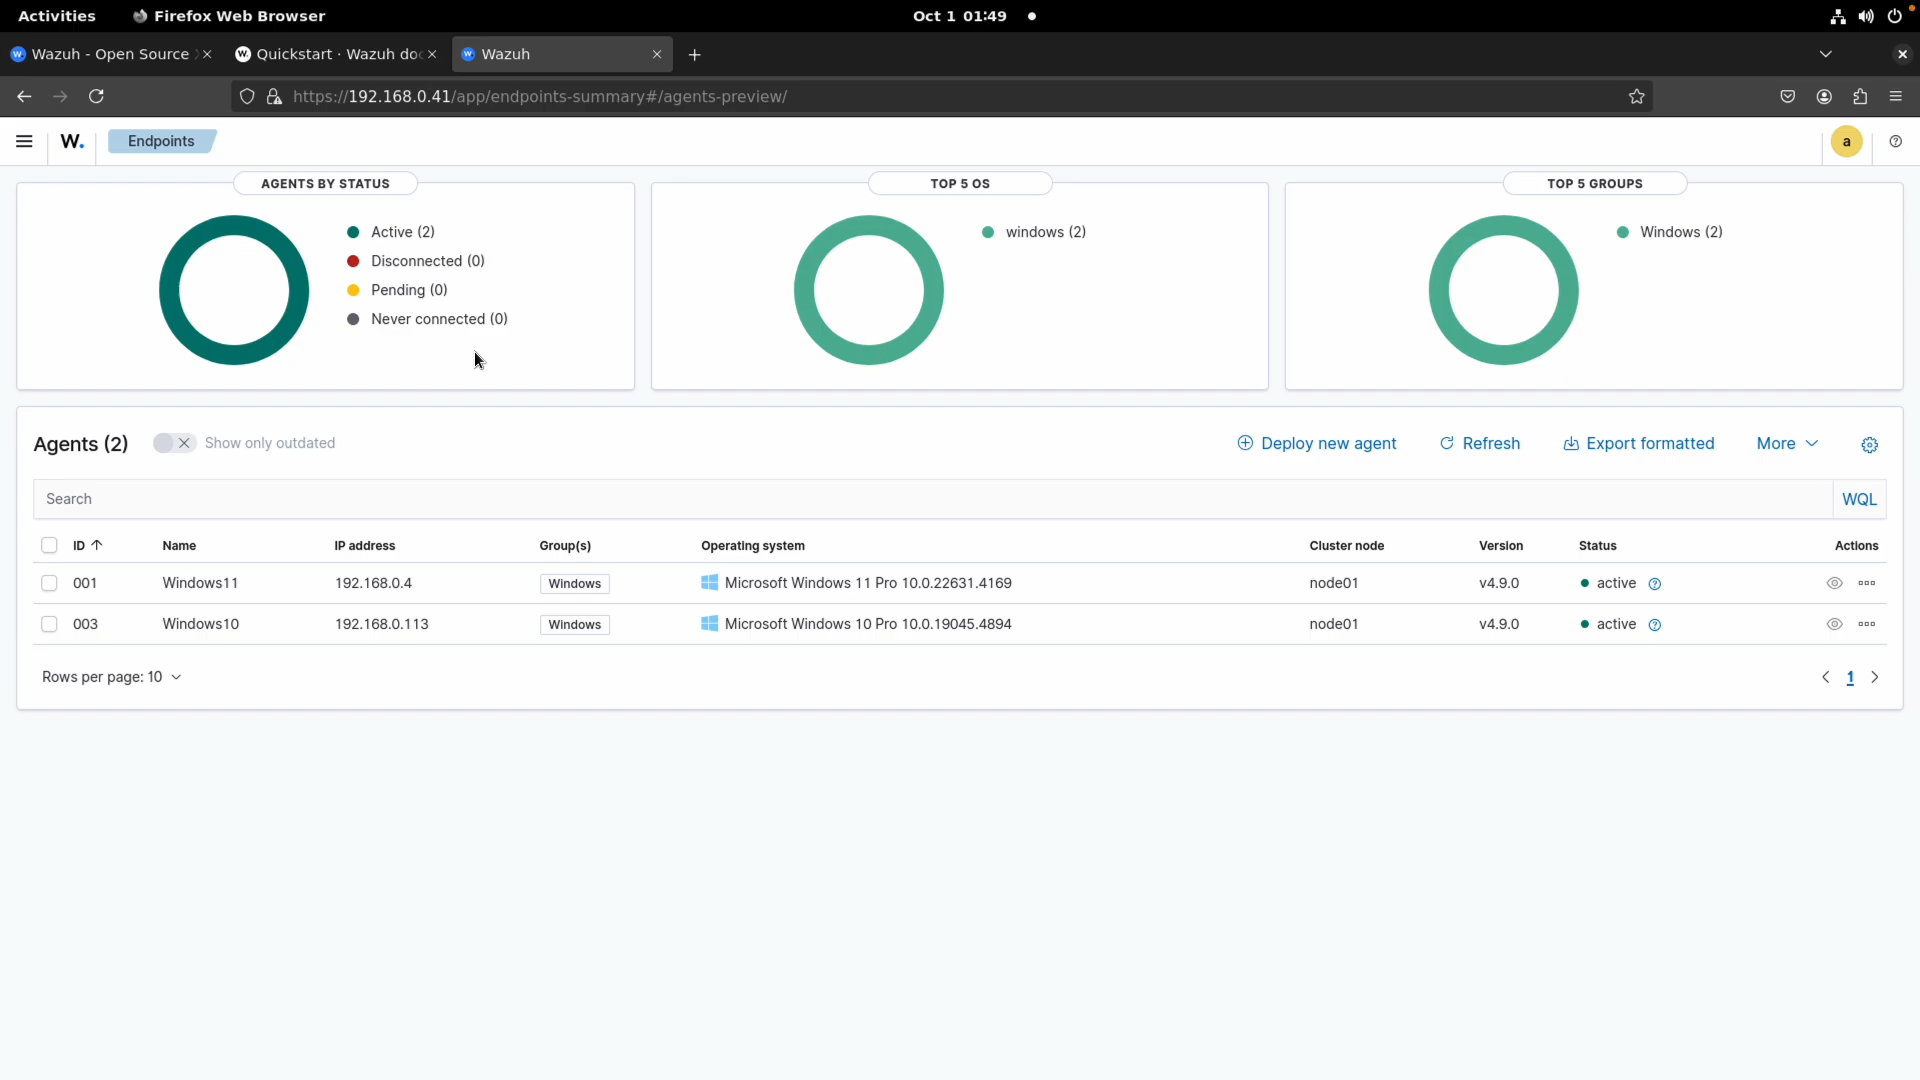 Activities Firefox Web Browser Oct 1 01:49
Wazuh - Open Source Quickstart · Wazuh do Wazuh
https://192.168.0.41/app/endpoints-summary#/agents-preview/
W. Endpoints a
AGENTS BY STATUS
Active (2)
Disconnected (0)
Pending (0)
Never connected (0)
TOP 5 OS
windows (2)
TOP 5 GROUPS
Windows (2)
Agents (2) Show only outdated Deploy new agent Refresh Export formatted More
Search WQL
ID Name IP address Group(s) Operating system Cluster node Version Status Actions
001 Windows11 192.168.0.4 Windows Microsoft Windows 11 Pro 10.0.22631.4169 node01 v4.9.0 active
003 Windows10 192.168.0.113 Windows Microsoft Windows 10 Pro 10.0.19045.4894 node01 v4.9.0 active
Rows per page: 10 1